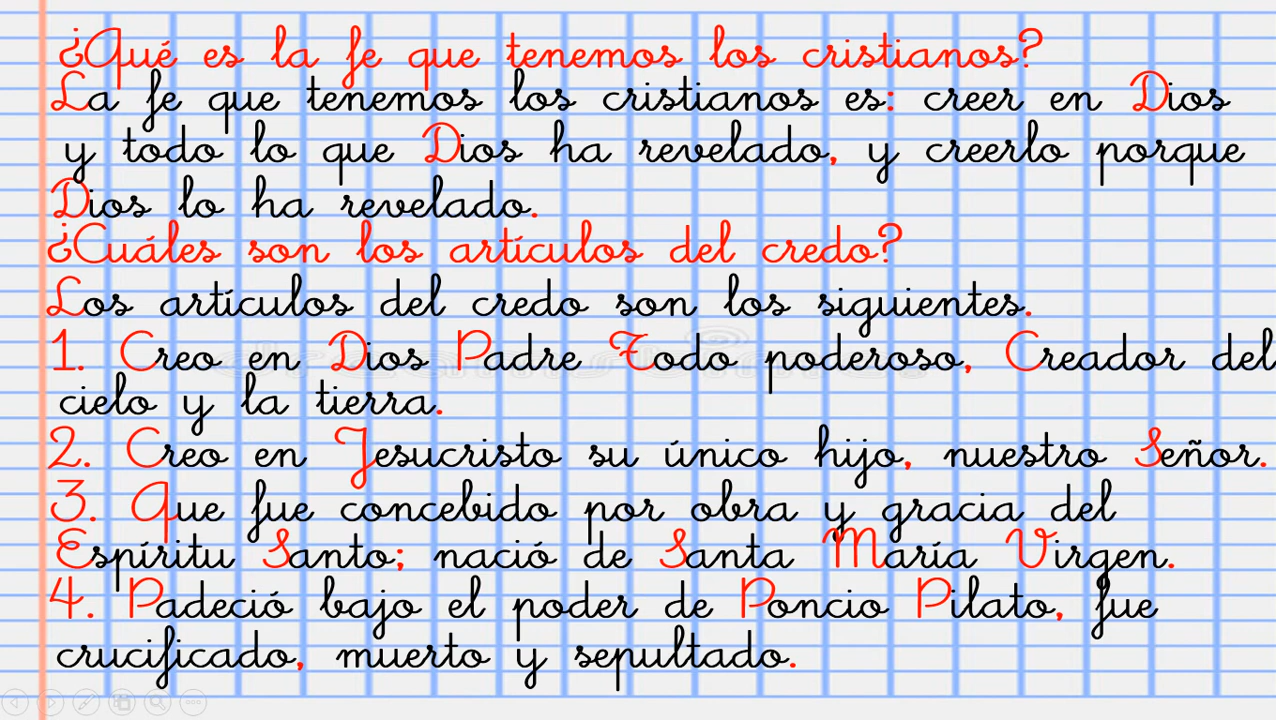 ¿Qué es la fe que tenemos los cristianos?
La fe que tenemos los cristianos es: creer en Dios
y todo lo que Dios ha revelado, y creerlo porque
Dios lo ha revelado.
¿Cuáles son los artículos del credo?
Los artículos del credo son los siguientes.
1. Creo en Dios Padre Todo poderoso, Creador del
cielo y la tierra.
2. Creo en Jesucristo su único hijo, nuestro Señor.
3. Que fue concebido por obra y gracia del
Espíritu Santo; nació de Santa María Virgen.
4. Padeció bajo el poder de Poncio Pilato, fue
crucificado, muerto y sepultado.